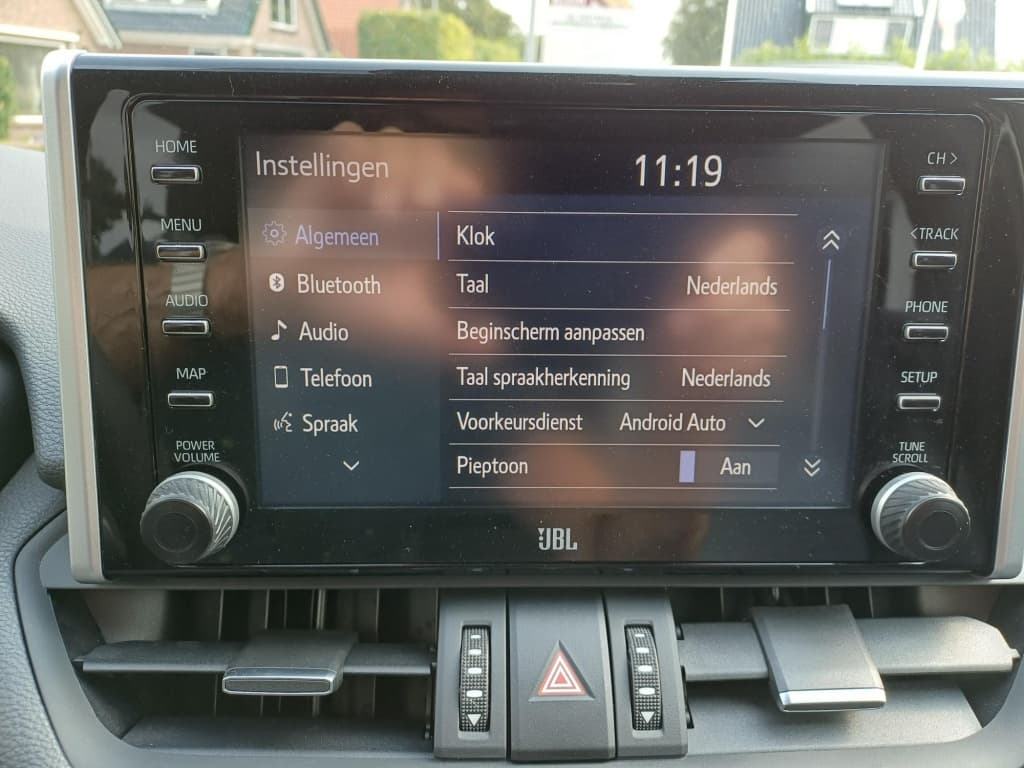 Instellingen 11:19
HOME
MENU
AUDIO
MAP
POWER
VOLUME
Algemeen
Bluetooth
Audio
Telefoon
Spraak
Klok
Taal Nederlands
Beginscherm aanpassen
Taal spraakherkenning Nederlands
Voorkeursdienst Android Auto
Pieptoon Aan
CH >
< TRACK
PHONE
SETUP
TUNE
SCROLL
JBL